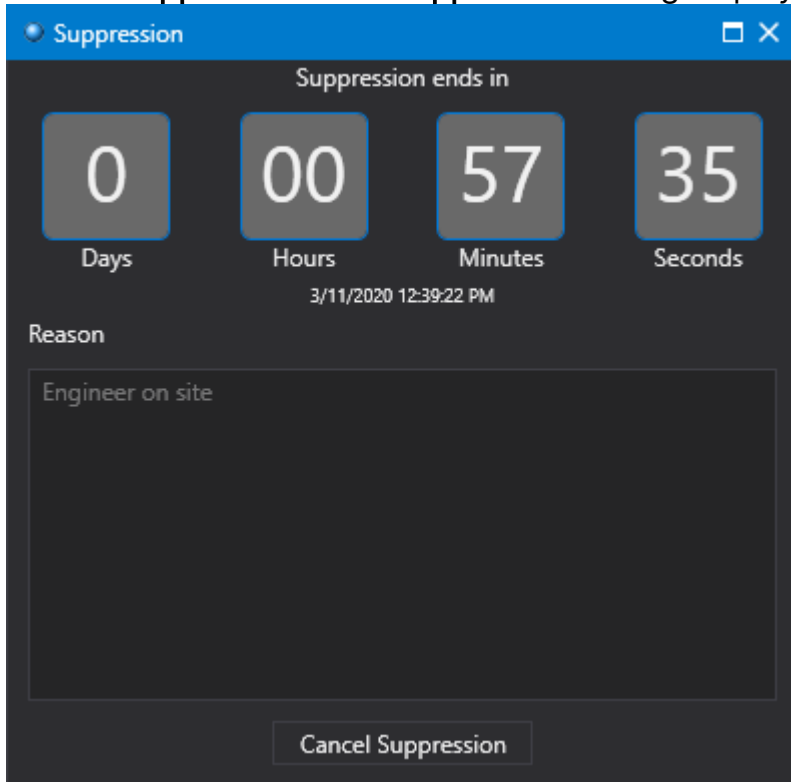 Suppression
Suppression ends in
0 00 57 35
Days Hours Minutes Seconds
3/11/2020 12:39:22 PM
Reason
Engineer on site
Cancel Suppression